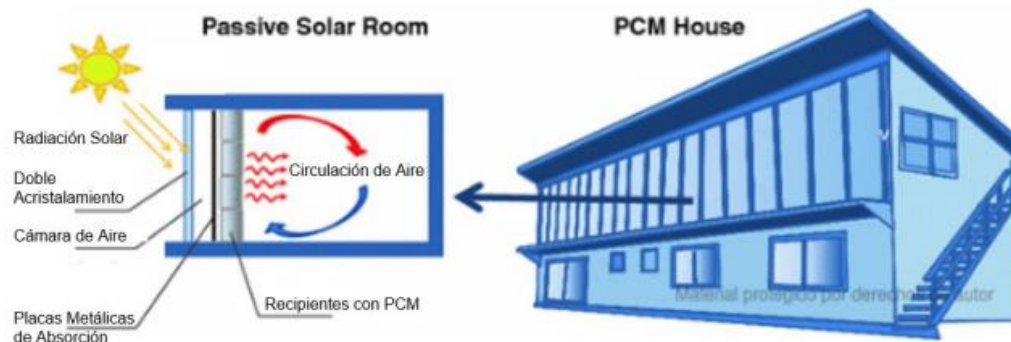 Passive Solar Room
PCM House
Radiación Solar
Doble
Acristalamiento
Cámara de Aire
Placas Metálicas
de Absorción
Circulación de Aire
Recipientes con PCM
Material protegido por derechos de autor